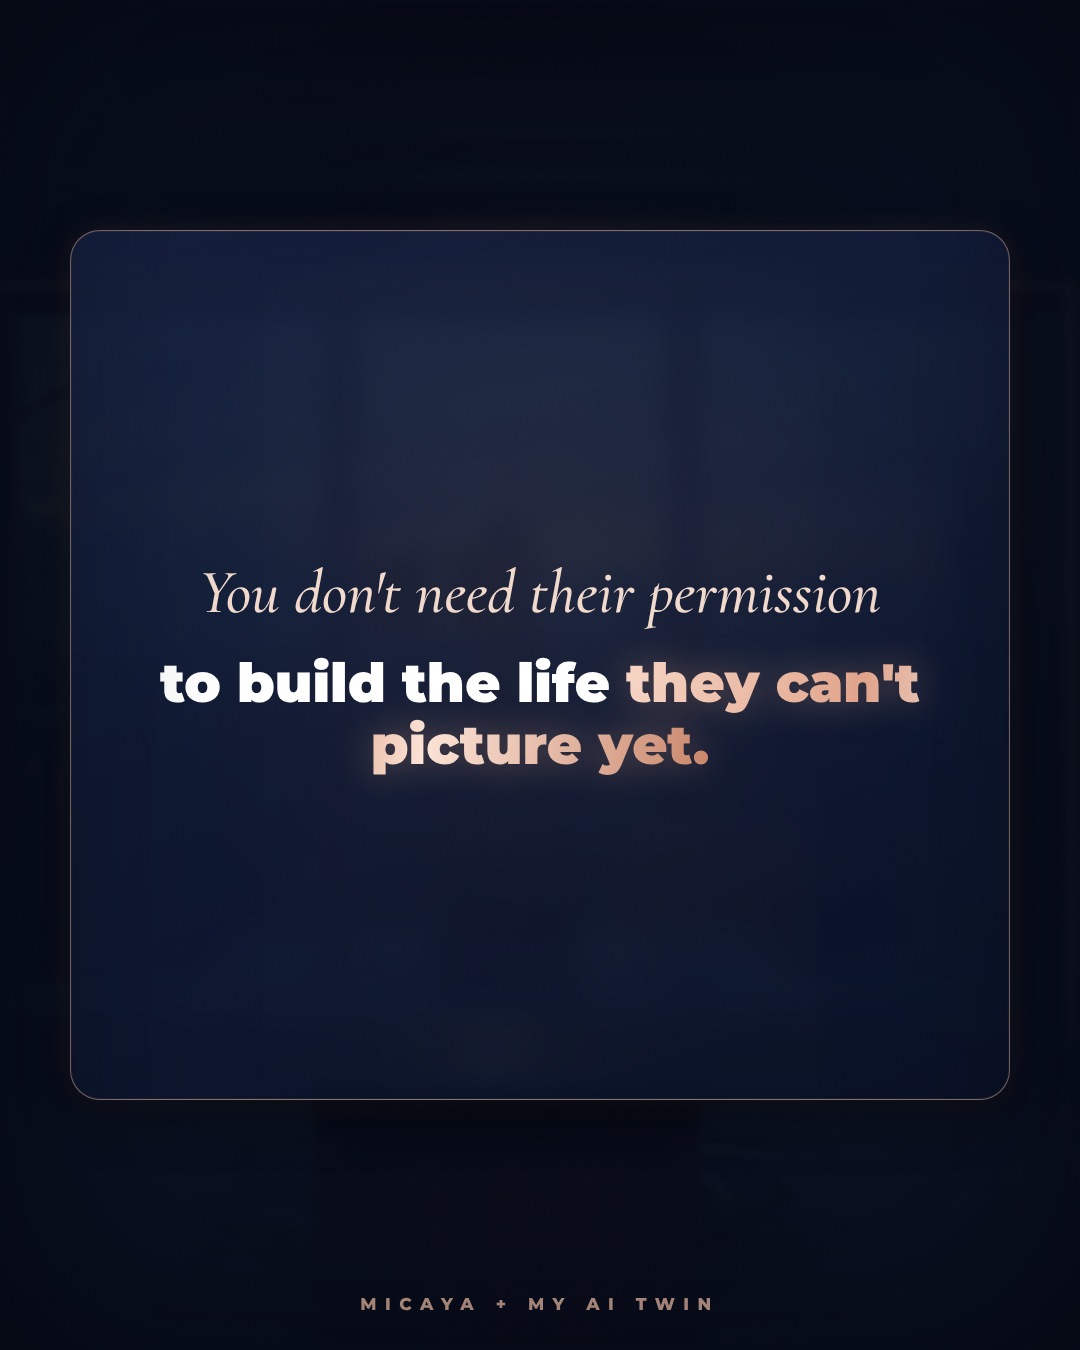 You don't need their permission
to build the life they can't
picture yet.
MICAYA + MY AI TWIN